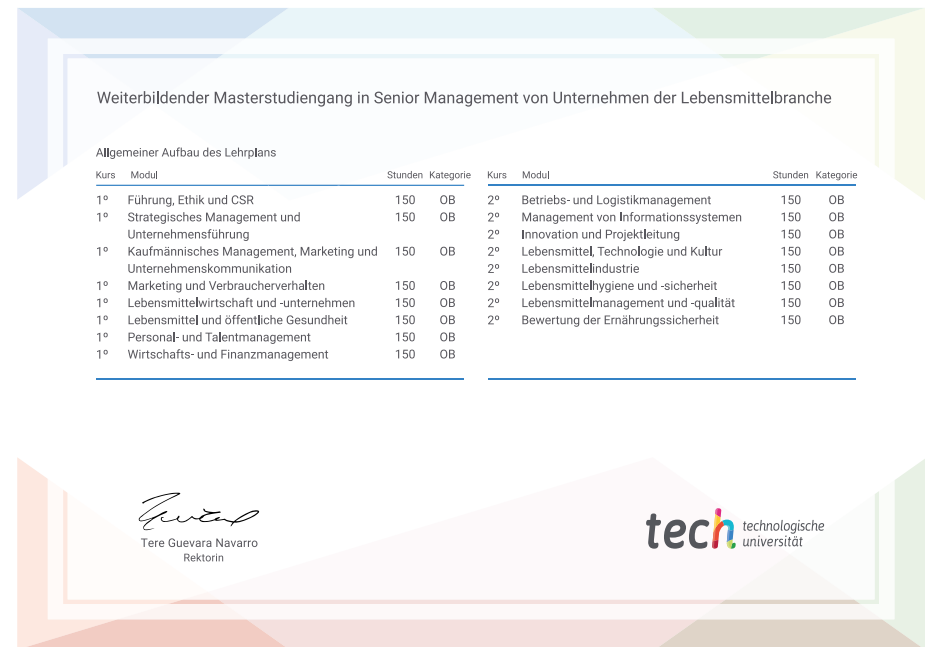 Weiterbildender Masterstudiengang in Senior Management von Unternehmen der Lebensmittelbranche
Allgemeiner Aufbau des Lehrplans
Kurs Modul Stunden Kategorie
1º Führung, Ethik und CSR 150 OB
1º Strategisches Management und 150 OB
Unternehmensführung
1º Kaufmännisches Management, Marketing und 150 OB
Unternehmenskommunikation
1º Marketing und Verbraucherverhalten 150 OB
1º Lebensmittelwirtschaft und -unternehmen 150 OB
1º Lebensmittel und öffentliche Gesundheit 150 OB
1º Personal- und Talentmanagement 150 OB
1º Wirtschafts- und Finanzmanagement 150 OB
Kurs Modul Stunden Kategorie
2º Betriebs- und Logistikmanagement 150 OB
2º Management von Informationssystemen 150 OB
2º Innovation und Projektleitung 150 OB
2º Lebensmittel, Technologie und Kultur 150 OB
2º Lebensmittelindustrie 150 OB
2º Lebensmittelhygiene und -sicherheit 150 OB
2º Lebensmittelmanagement und -qualität 150 OB
2º Bewertung der Ernährungssicherheit 150 OB
Tere Guevara Navarro
Rektorin
tech technologische
universität